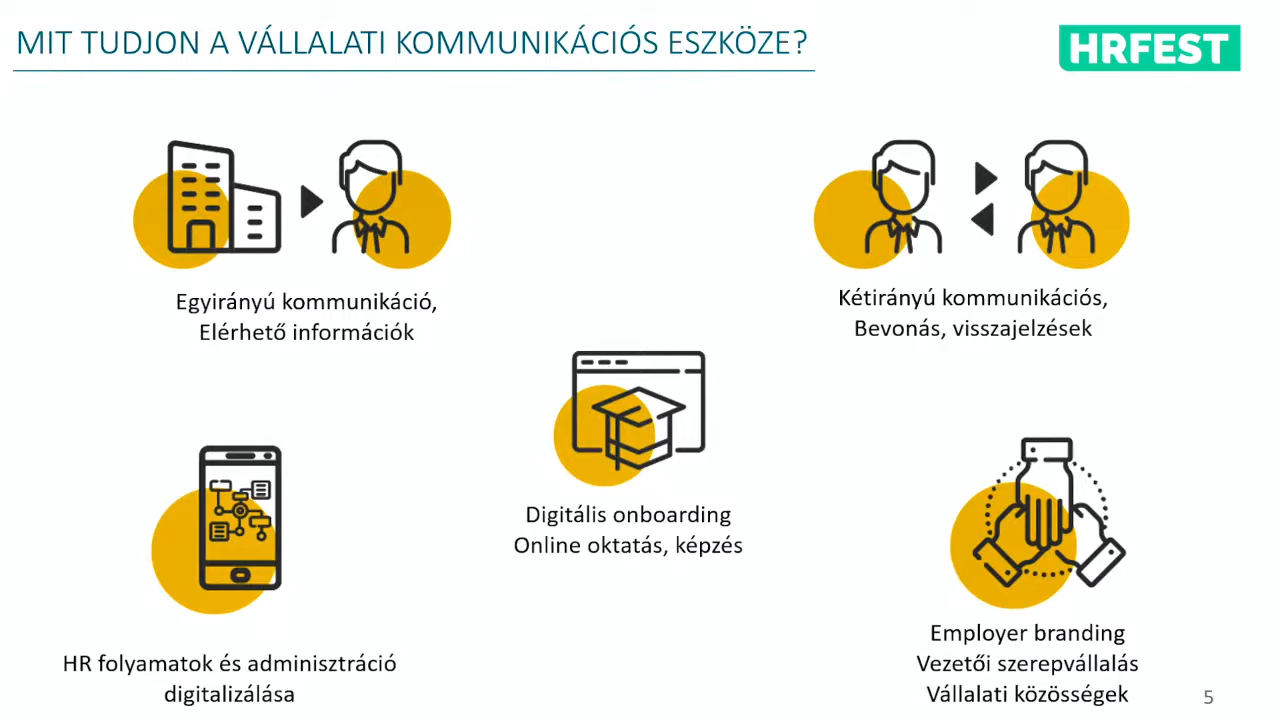 MIT TUDJON A VÁLLALATI KOMMUNIKÁCIÓS ESZKÖZE?
HRFEST
Egyirányú kommunikáció,
Elérhető információk
Kétirányú kommunikációs,
Bevonás, visszajelzések
Digitális onboarding
Online oktatás, képzés
HR folyamatok és adminisztráció
digitalizálása
Employer branding
Vezetői szerepvállalás
Vállalati közösségek
5